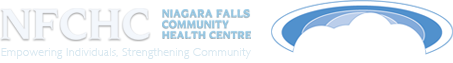 NFCHC
NIAGARA FALLS
COMMUNITY
HEALTH CENTRE
Empowering Individuals, Strengthening Community